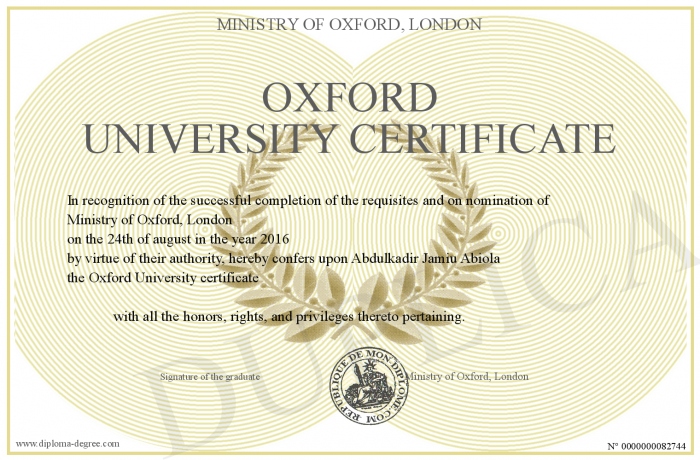 MINISTRY OF OXFORD, LONDON
OXFORD
UNIVERSITY CERTIFICATE
In recognition of the successful completion of the requisites and on nomination of
Ministry of Oxford, London
on the 24th of august in the year 2016
by virtue of their authority, hereby confers upon Abdulkadir Jamiu Abiola
the Oxford University certificate
with all the honors, rights, and privileges thereto pertaining.
DUPLICATA
Signature of the graduate
REPUBLIQUE DE MON.DIPLOME.COM
Ministry of Oxford, London
www.diploma-degree.com
N° 0000000082744